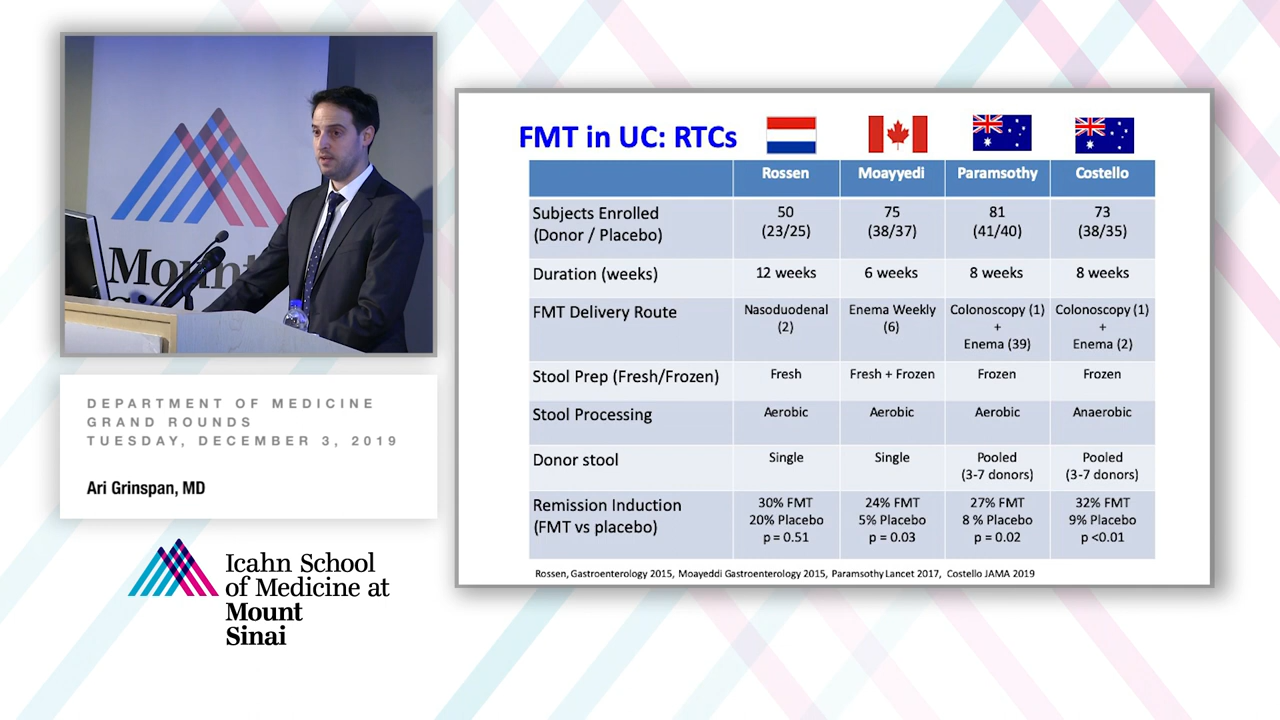 Mount
Sinai
DEPARTMENT OF MEDICINE
GRAND ROUNDS
TUESDAY, DECEMBER 3, 2019
Ari Grinspan, MD
Icahn School
of Medicine at
Mount
Sinai
FMT in UC: RTCs
Rossen Moayyedi Paramsothy Costello
Subjects Enrolled
(Donor / Placebo)
50
(23/25)
75
(38/37)
81
(41/40)
73
(38/35)
Duration (weeks) 12 weeks 6 weeks 8 weeks 8 weeks
FMT Delivery Route
Nasoduodenal
(2)
Enema Weekly
(6)
Colonoscopy (1)
+
Enema (39)
Colonoscopy (1)
+
Enema (2)
Stool Prep (Fresh/Frozen) Fresh Fresh + Frozen Frozen Frozen
Stool Processing Aerobic Aerobic Aerobic Anaerobic
Donor stool Single Single
Pooled
(3-7 donors)
Pooled
(3-7 donors)
Remission Induction
(FMT vs placebo)
30% FMT
20% Placebo
p = 0.51
24% FMT
5% Placebo
p = 0.03
27% FMT
8 % Placebo
p = 0.02
32% FMT
9% Placebo
p <0.01
Rossen, Gastroenterology 2015, Moayeddi Gastroenterology 2015, Paramsothy Lancet 2017, Costello JAMA 2019